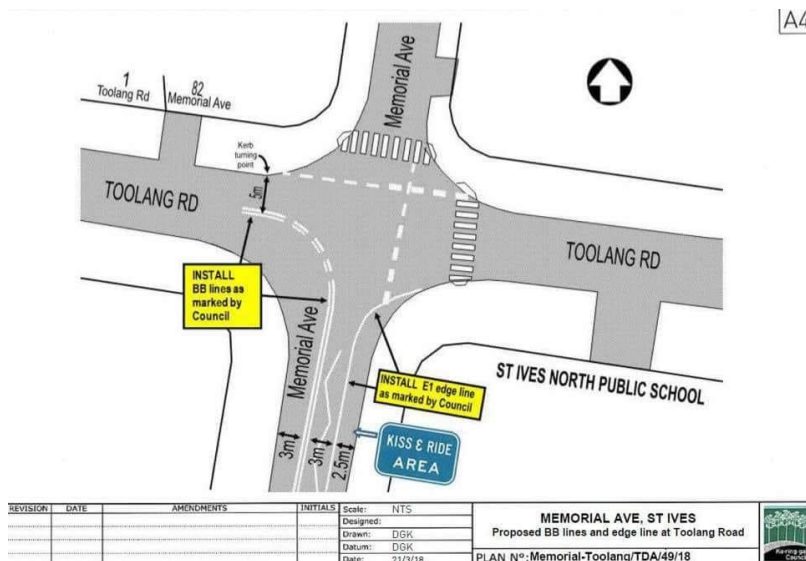 A4
1
Toolang Rd
82
Memorial Ave
Memorial Ave
Kerb
turning
point
5m
TOOLANG RD
TOOLANG RD
INSTALL
BB lines as
marked by
Council
Memorial Ave
INSTALL E1 edge line
as marked by Council
ST IVES NORTH PUBLIC SCHOOL
KISS & RIDE
AREA
3m
3m
2.5m
REVISION DATE AMENDMENTS INITIALS
Scale: NTS
Designed:
Drawn: DGK
Datum: DGK
Date: 21/3/18
MEMORIAL AVE, ST IVES
Proposed BB lines and edge line at Toolang Road
PLAN Nº: Memorial-Toolang/TDA/49/18
Ku-ring-gai
Council